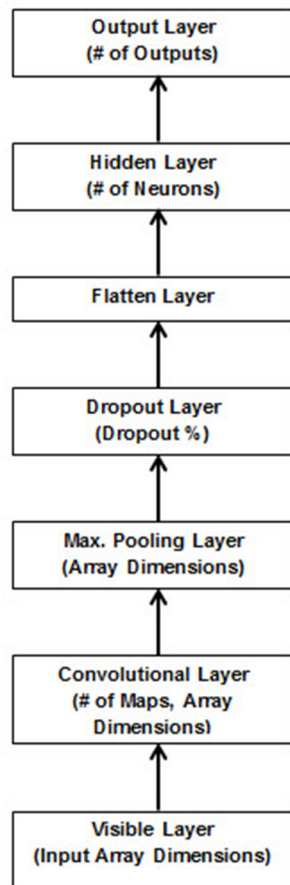 Output Layer
(# of Outputs)
Hidden Layer
(# of Neurons)
Flatten Layer
Dropout Layer
(Dropout %)
Max. Pooling Layer
(Array Dimensions)
Convolutional Layer
(# of Maps, Array
Dimensions)
Visible Layer
(Input Array Dimensions)